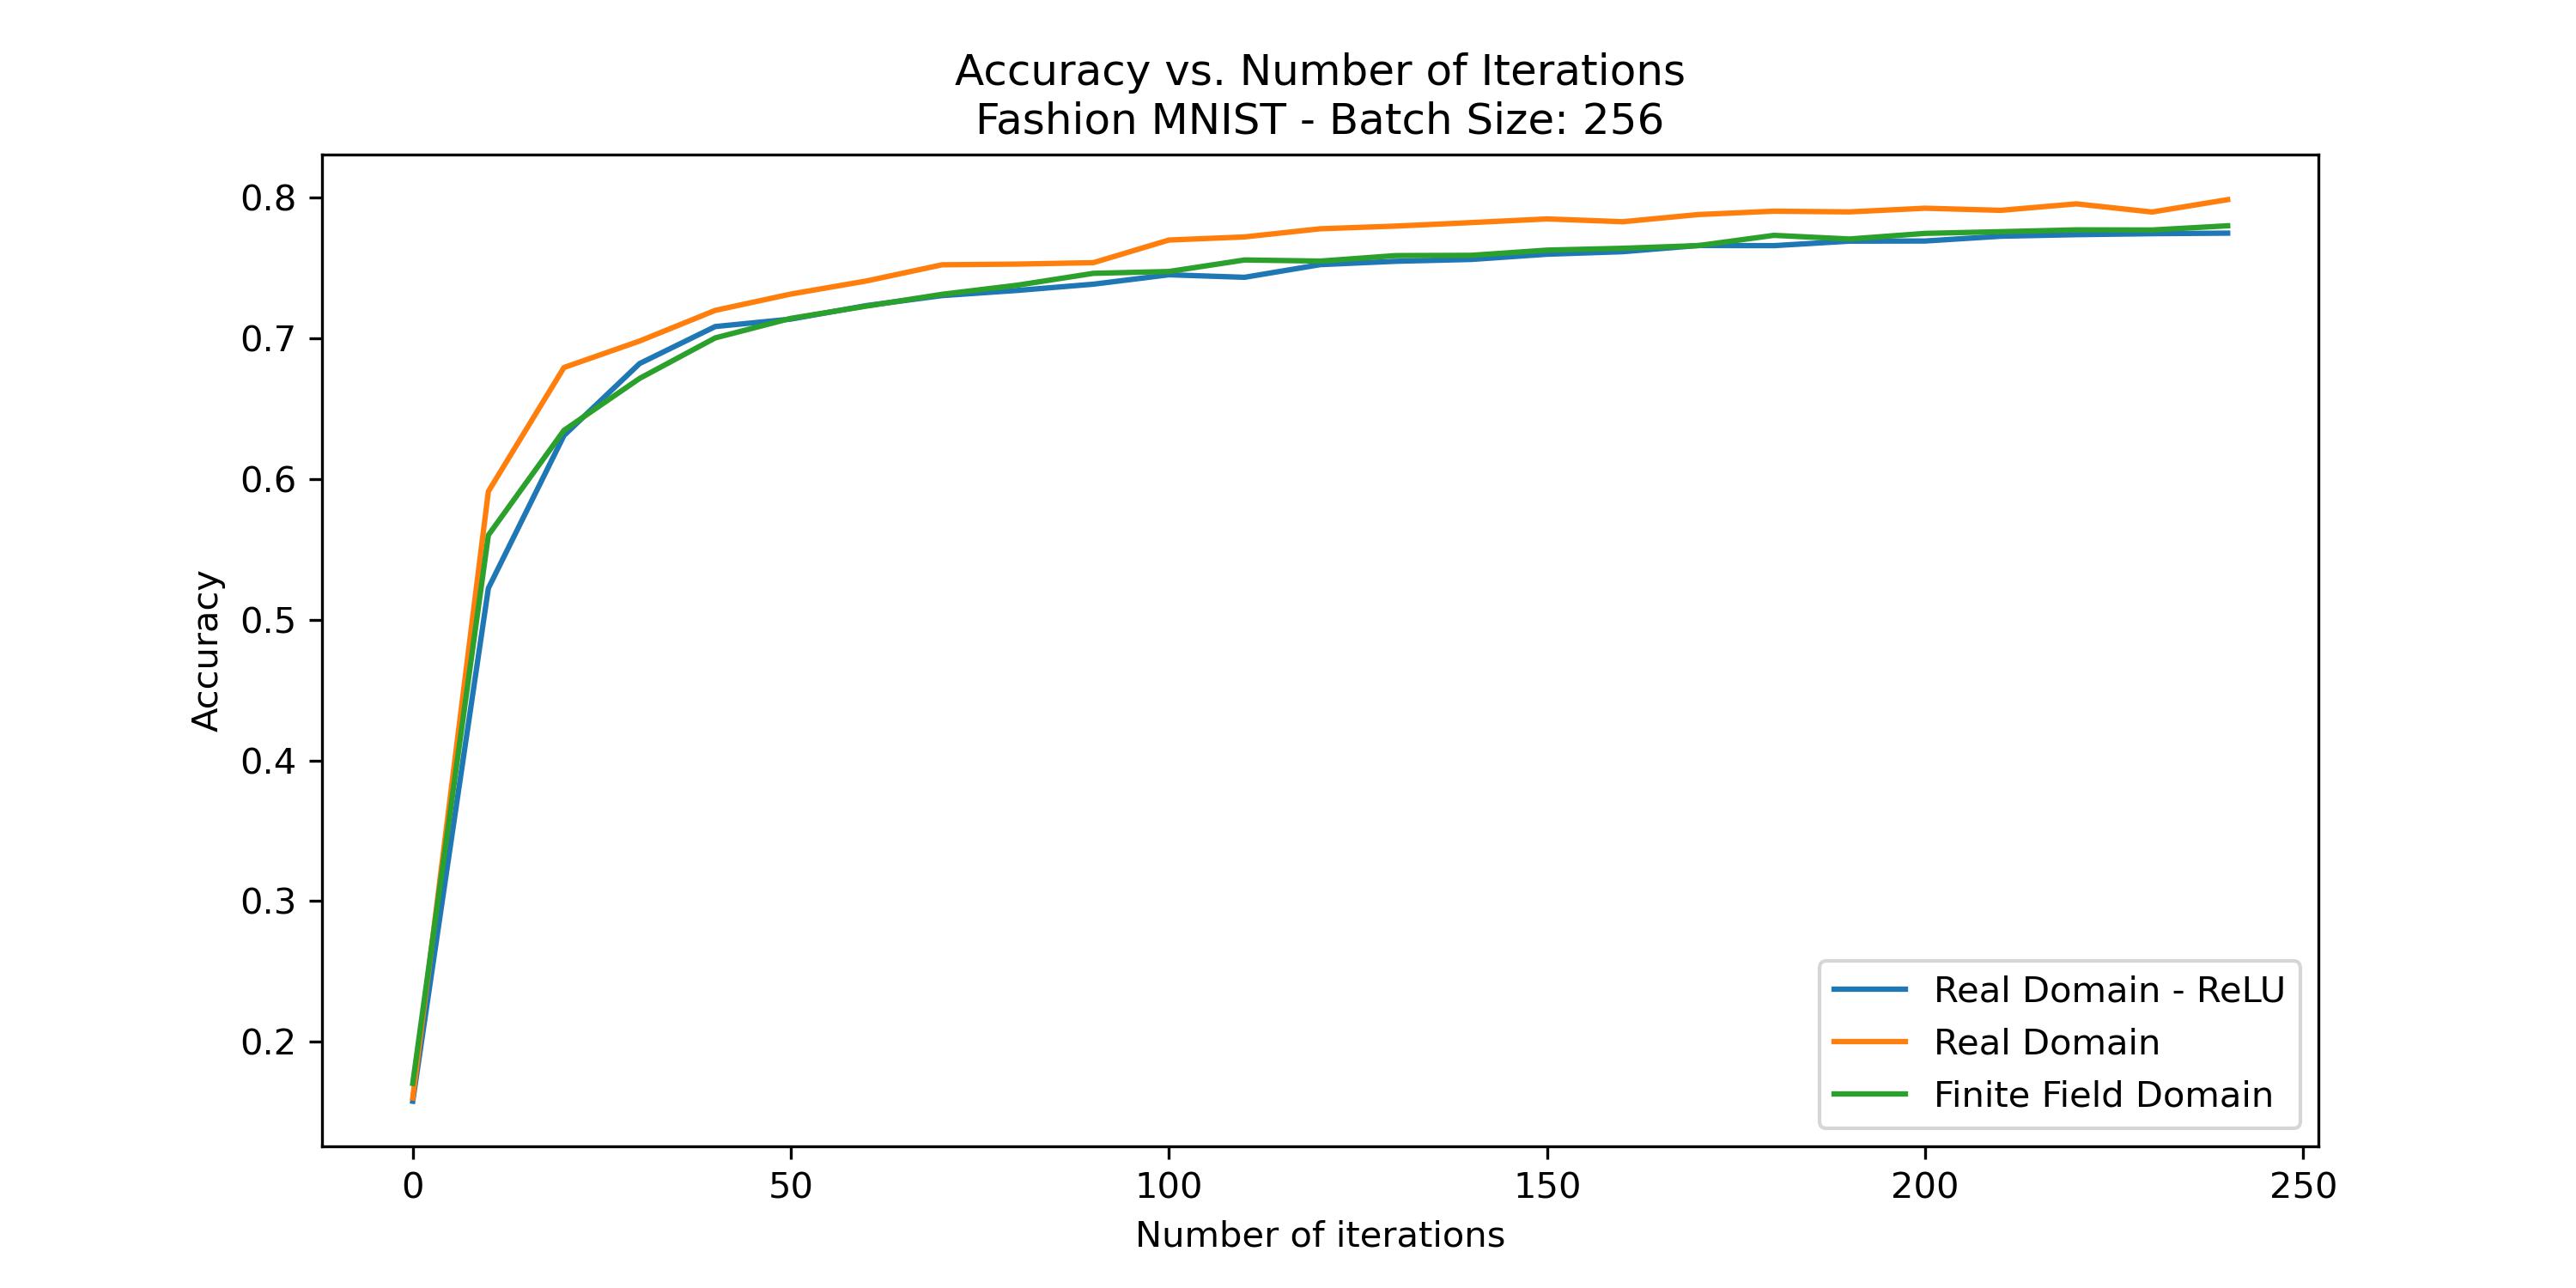 Accuracy vs. Number of Iterations
Fashion MNIST - Batch Size: 256
Accuracy
0.8
0.7
0.6
0.5
0.4
0.3
0.2
Real Domain - ReLU
Real Domain
Finite Field Domain
0
50
100
150
200
250
Number of iterations